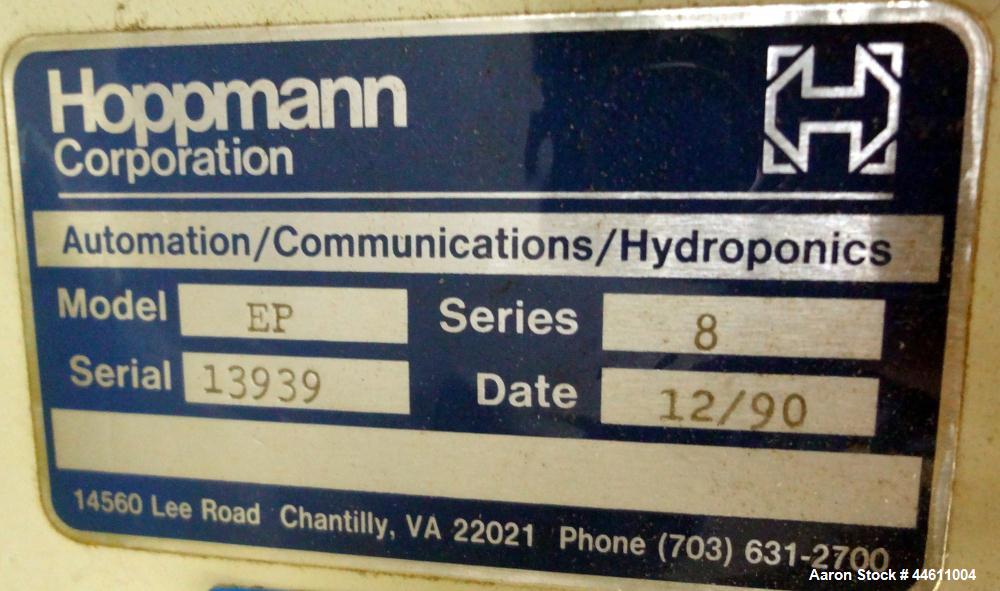 Hoppmann
Corporation
Automation/Communications/Hydroponics
Model EP Series 8
Serial 13939 Date 12/90
14560 Lee Road Chantilly, VA 22021 Phone (703) 631-2700
Aaron Stock # 44611004